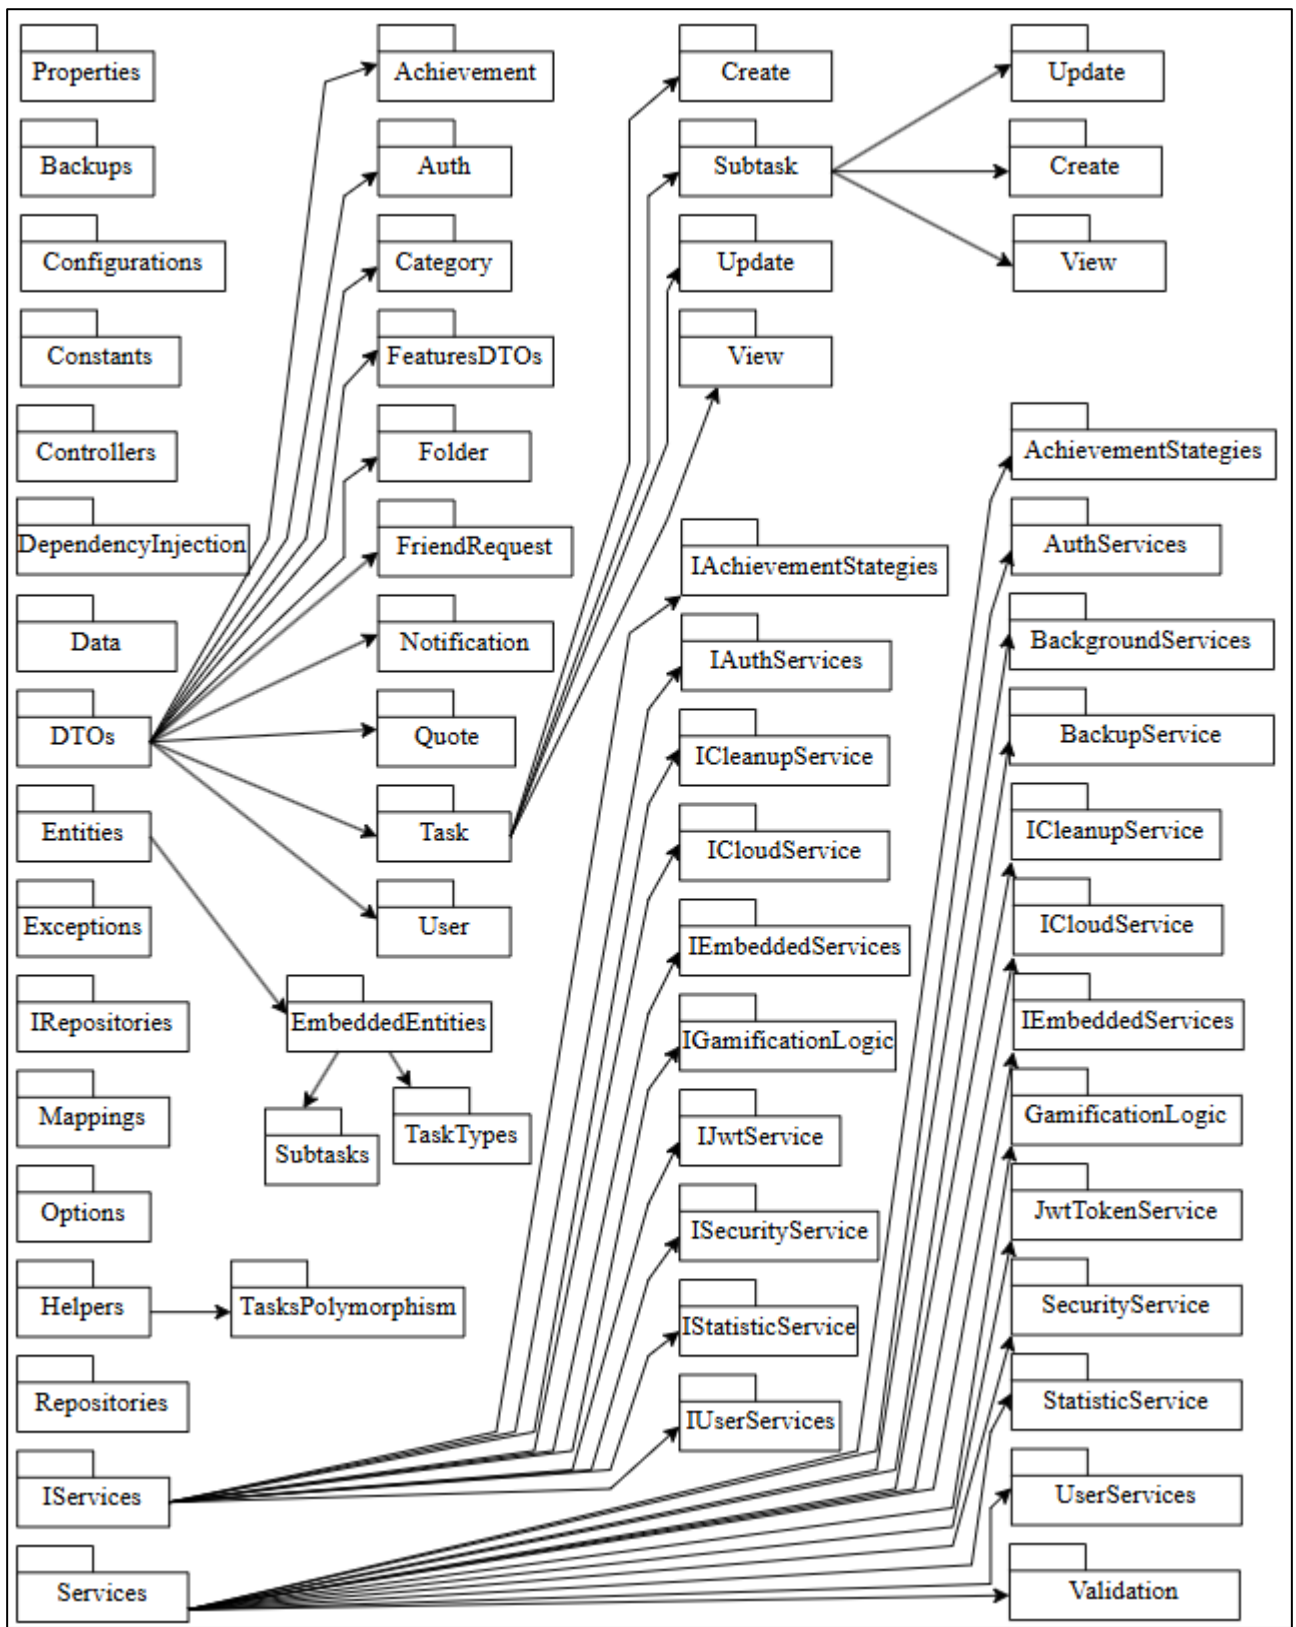 Properties
Achievement
Create
Update
Backups
Auth
Subtask
Create
Configurations
Category
Update
View
Constants
FeaturesDTOs
View
Controllers
Folder
AchievementStategies
DependencyInjection
FriendRequest
IAchievementStategies
AuthServices
Data
Notification
IAuthServices
BackgroundServices
DTOs
Quote
ICleanupService
BackupService
Entities
Task
ICloudService
ICleanupService
Exceptions
User
IEmbeddedServices
ICloudService
IRepositories
EmbeddedEntities
IGamificationLogic
IEmbeddedServices
Mappings
Subtasks
TaskTypes
IJwtService
GamificationLogic
Options
ISecurityService
JwtTokenService
Helpers
TasksPolymorphism
IStatisticService
SecurityService
Repositories
IUserServices
StatisticService
IServices
UserServices
Services
Validation